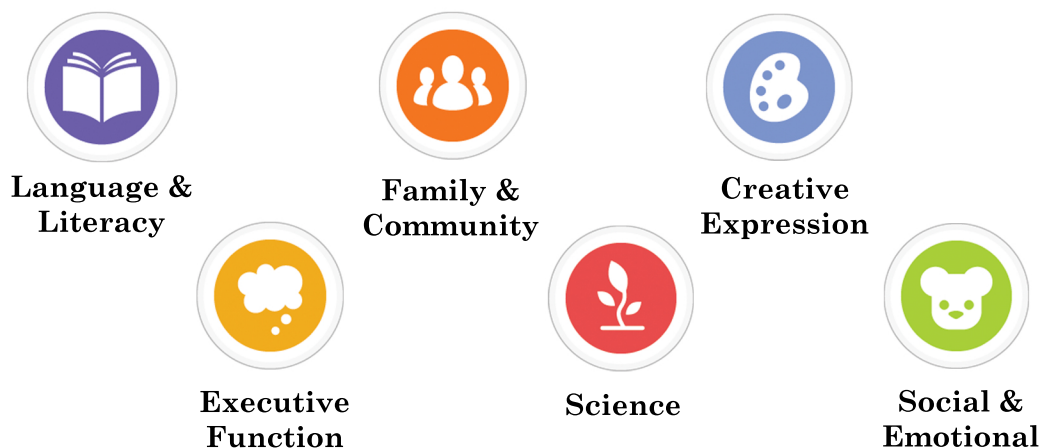 Language &
Literacy
Family &
Community
Creative
Expression
Executive
Function
Science
Social &
Emotional